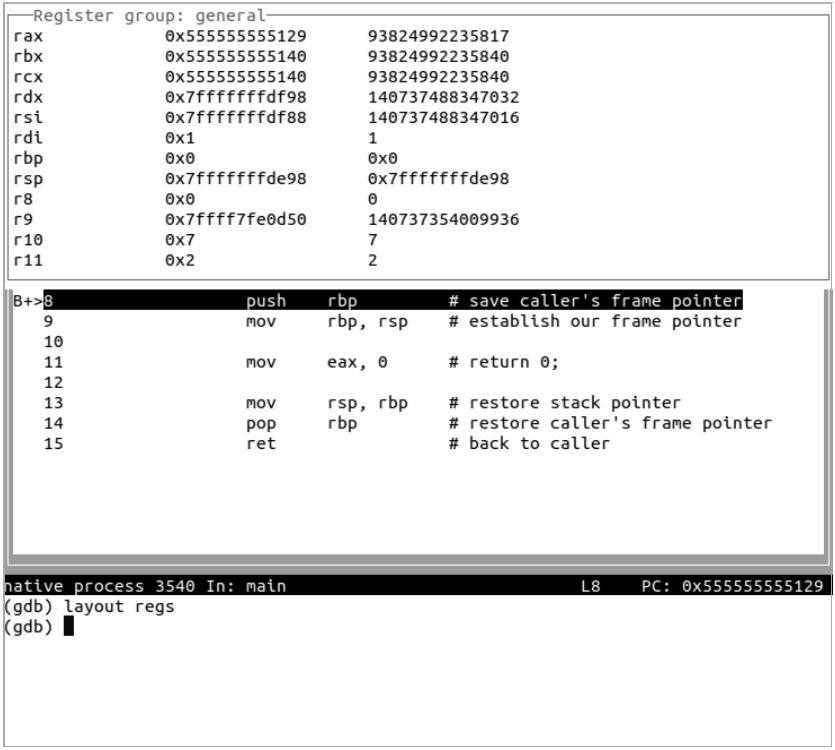 Register group: general
rax 0x555555555129 93824992235817
rbx 0x555555555140 93824992235840
rcx 0x555555555140 93824992235840
rdx 0x7fffffffdf98 140737488347032
rsi 0x7fffffffdf88 140737488347016
rdi 0x1 1
rbp 0x0 0x0
rsp 0x7fffffffde98 0x7fffffffde98
r8 0x0 0
r9 0x7ffff7fe0d50 140737354009936
r10 0x7 7
r11 0x2 2
B+>8 push rbp # save caller's frame pointer
9 mov rbp, rsp # establish our frame pointer
10
11 mov eax, 0 # return 0;
12
13 mov rsp, rbp # restore stack pointer
14 pop rbp # restore caller's frame pointer
15 ret # back to caller
native process 3540 In: main L8 PC: 0x555555555129
(gdb) layout regs
(gdb)